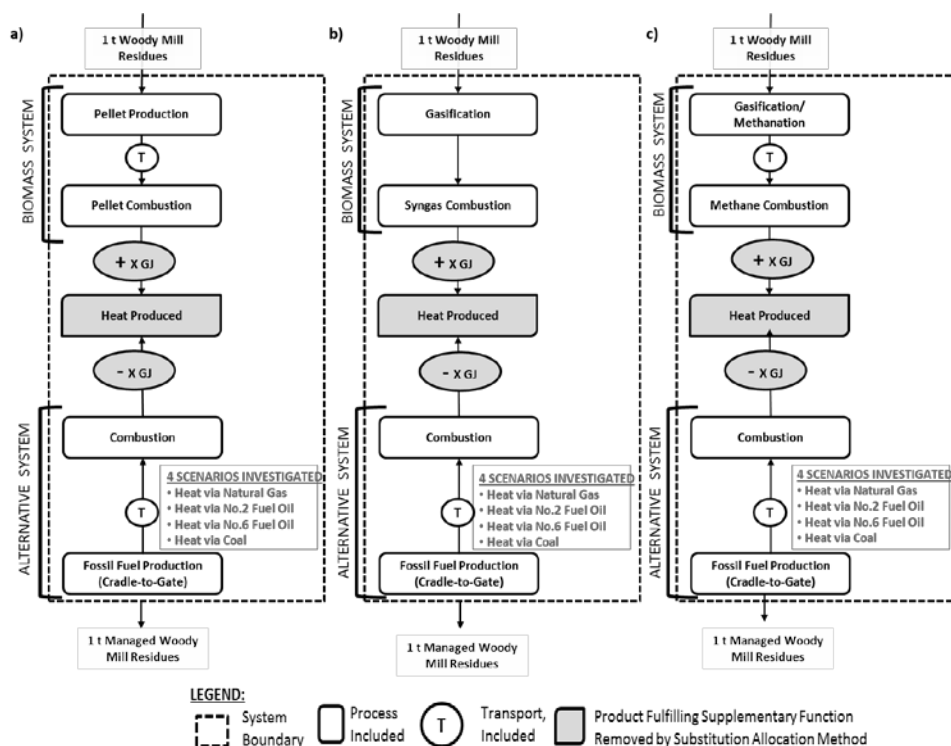 a)
1 t Woody Mill
Residues
BIOMASS SYSTEM
Pellet Production
T
Pellet Combustion
+ X GJ
Heat Produced
- X GJ
ALTERNATIVE SYSTEM
Combustion
4 SCENARIOS INVESTIGATED
• Heat via Natural Gas
• Heat via No.2 Fuel Oil
• Heat via No.6 Fuel Oil
• Heat via Coal
T
Fossil Fuel Production
(Cradle-to-Gate)
1 t Managed Woody
Mill Residues
b)
1 t Woody Mill
Residues
BIOMASS SYSTEM
Gasification
Syngas Combustion
+ X GJ
Heat Produced
- X GJ
ALTERNATIVE SYSTEM
Combustion
4 SCENARIOS INVESTIGATED
• Heat via Natural Gas
• Heat via No.2 Fuel Oil
• Heat via No.6 Fuel Oil
• Heat via Coal
T
Fossil Fuel Production
(Cradle-to-Gate)
1 t Managed Woody
Mill Residues
c)
1 t Woody Mill
Residues
BIOMASS SYSTEM
Gasification/
Methanation
T
Methane Combustion
+ X GJ
Heat Produced
- X GJ
ALTERNATIVE SYSTEM
Combustion
4 SCENARIOS INVESTIGATED
• Heat via Natural Gas
• Heat via No.2 Fuel Oil
• Heat via No.6 Fuel Oil
• Heat via Coal
T
Fossil Fuel Production
(Cradle-to-Gate)
1 t Managed Woody
Mill Residues
LEGEND:
System
Boundary
Process
Included
T
Transport,
Included
Product Fulfilling Supplementary Function
Removed by Substitution Allocation Method